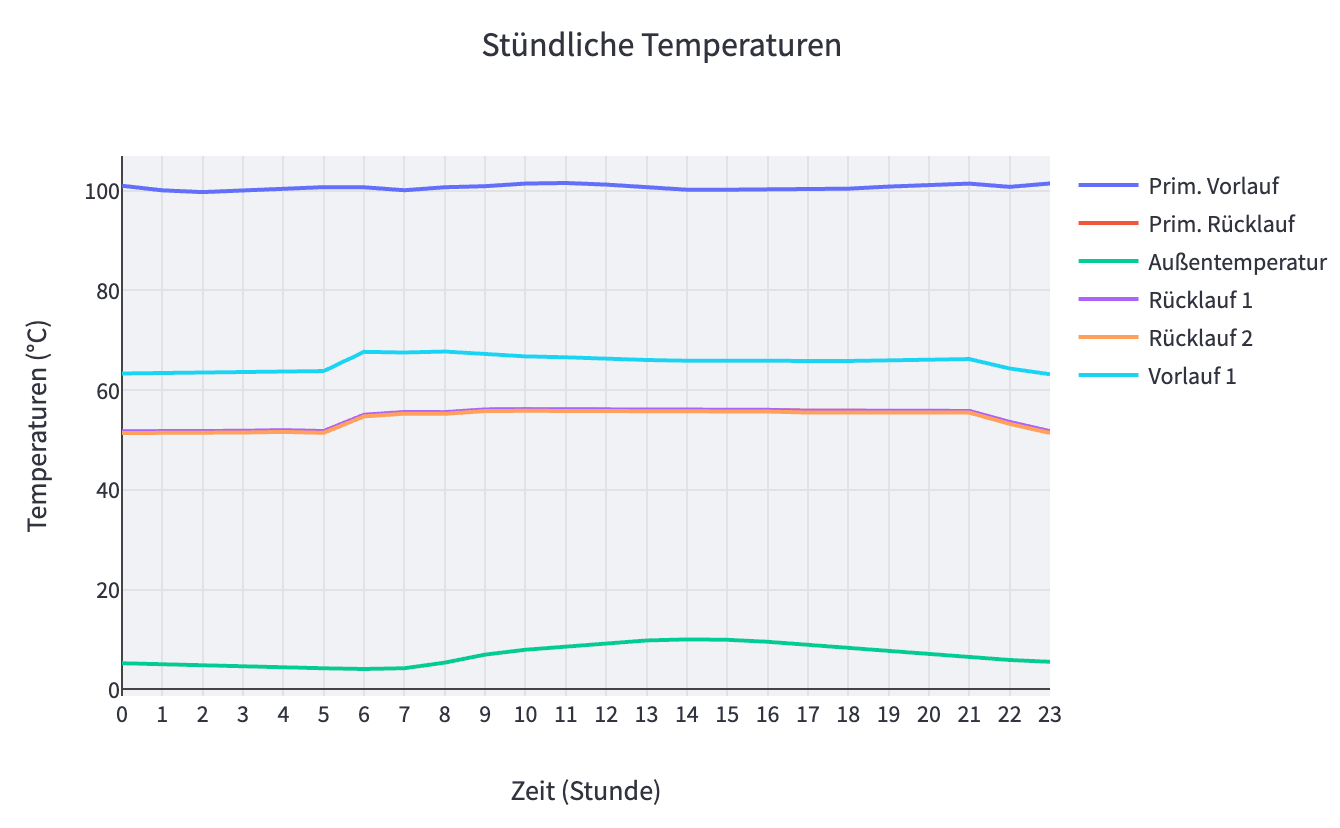 Stündliche Temperaturen
Temperaturen (°C)
100
80
60
40
20
0
0 1 2 3 4 5 6 7 8 9 10 11 12 13 14 15 16 17 18 19 20 21 22 23
Zeit (Stunde)
Prim. Vorlauf
Prim. Rücklauf
Außentemperatur
Rücklauf 1
Rücklauf 2
Vorlauf 1